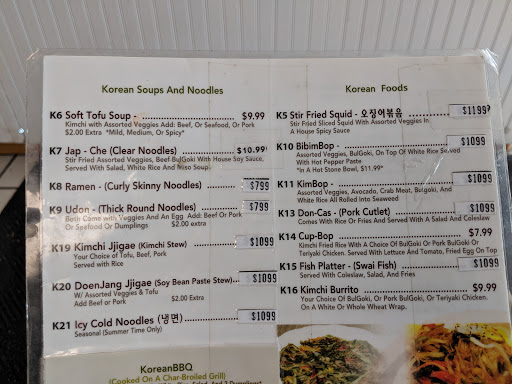 Korean Soups And Noodles
K6 Soft Tofu Soup - $9.99
Kimchi with Assorted Veggies Add: Beef, Or Seafood, Or Pork
$2.00 Extra *Mild, Medium, Or Spicy*
K7 Jap - Che (Clear Noodles) $10.99
Stir Fried Assorted Veggies, Beef BulGoki With House Soy Sauce.
Served With Salad, White Rice And Miso Soup.
K8 Ramen - (Curly Skinny Noodles) $799
K9 Udon - (Thick Round Noodles) $799
Both Come with Veggies And An Egg Add: Beef Or Pork
Or Seafood Or Dumplings $2.00 extra
K19 Kimchi Jjigae (Kimchi Stew) $1099
Your Choice of Tofu, Beef, Pork
Served with Rice
K20 DoenJang Jjigae (Soy Bean Paste Stew) $1099
W/ Assorted Veggies & Tofu
Add Beef or Pork $2.00 Extra
K21 Icy Cold Noodles (냉면) $1099
Seasonal (Summer Time Only)
KoreanBBQ
(Cooked On A Char-Broiled Grill)
Korean Foods
K5 Stir Fried Squid - 오징어볶음 $1199
Stir Fried Sliced Squid With Assorted Veggies In
A House Spicy Sauce
K10 BibimBop - $1099
Assorted Veggies, BulGoki, On Top Of White Rice Served
With Hot Pepper Paste
*In A Hot Stone Bowl, $11.99*
K11 KimBop - $1099
Assorted Veggies, Avocado, Crab Meat, Bulgoki, And
White Rice All Rolled Into Seaweed
K13 Don-Cas - (Pork Cutlet) $1099
Comes With Rice Or Fries And Served With A Salad And Coleslaw
K14 Cup-Bop - $7.99
Kimchi Fried Rice With A Choice Of BulGoki Or Pork BulGoki Or
Teriyaki Chicken. Served With Lettuce And Tomato, Fried Egg On Top
K15 Fish Platter - (Swai Fish) $1099
Served With Coleslaw, Salad, And Fries
K16 Kimchi Burrito $9.99
Your Choice Of BulGoki, Or Pork BulGoki, Or Teriyaki Chicken.
On A White Or Whole Wheat Wrap.